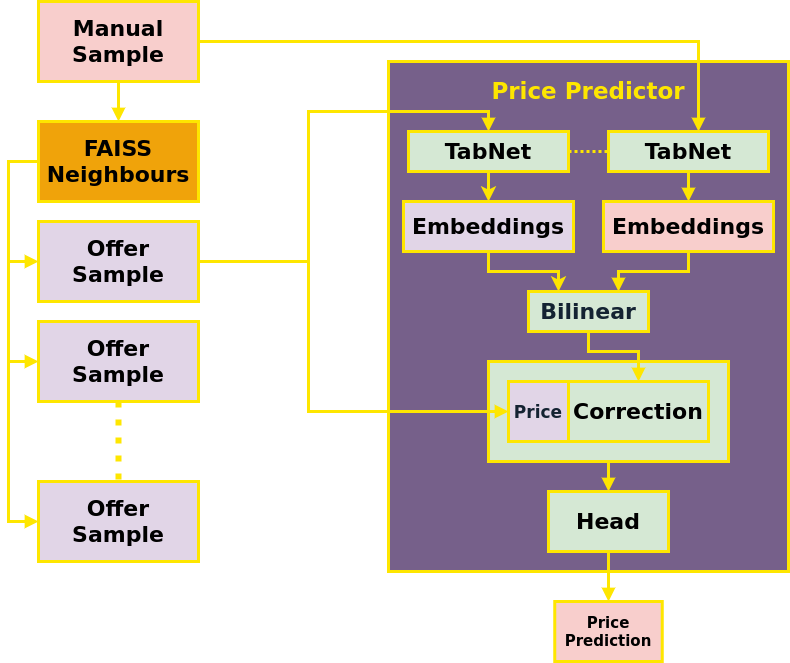 Manual
Sample
FAISS
Neighbours
Offer
Sample
Offer
Sample
Offer
Sample
Price Predictor
TabNet
TabNet
Embeddings
Embeddings
Bilinear
Price
Correction
Head
Price
Prediction